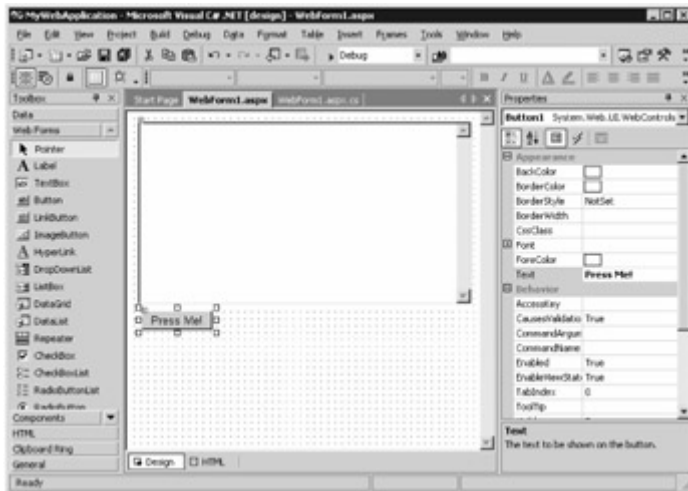 MyWebApplication - Microsoft Visual C# .NET [design] - WebForm1.aspx
File Edit View Project Build Debug Data Format Table Insert Frames Tools Window Help
Debug
B I U A
Toolbox
Data
Web Forms
Pointer
Label
TextBox
Button
LinkButton
ImageButton
HyperLink
DropDownList
ListBox
DataGrid
DataList
Repeater
CheckBox
CheckBoxList
RadioButtonList
RadioButton
Components
HTML
Clipboard Ring
General
Start Page WebForm1.aspx WebForm1.aspx.cs
Press Me!
Design HTML
Properties
Button1 System.Web.UI.WebControls
Appearance
BackColor
BorderColor
BorderStyle NotSet
BorderWidth
CssClass
Font
ForeColor
Text Press Me!
Behavior
AccessKey
CausesValidatio True
CommandArgum
CommandName
Enabled True
EnableViewStat True
TabIndex 0
ToolTip
Text
The text to be shown on the button.
Ready